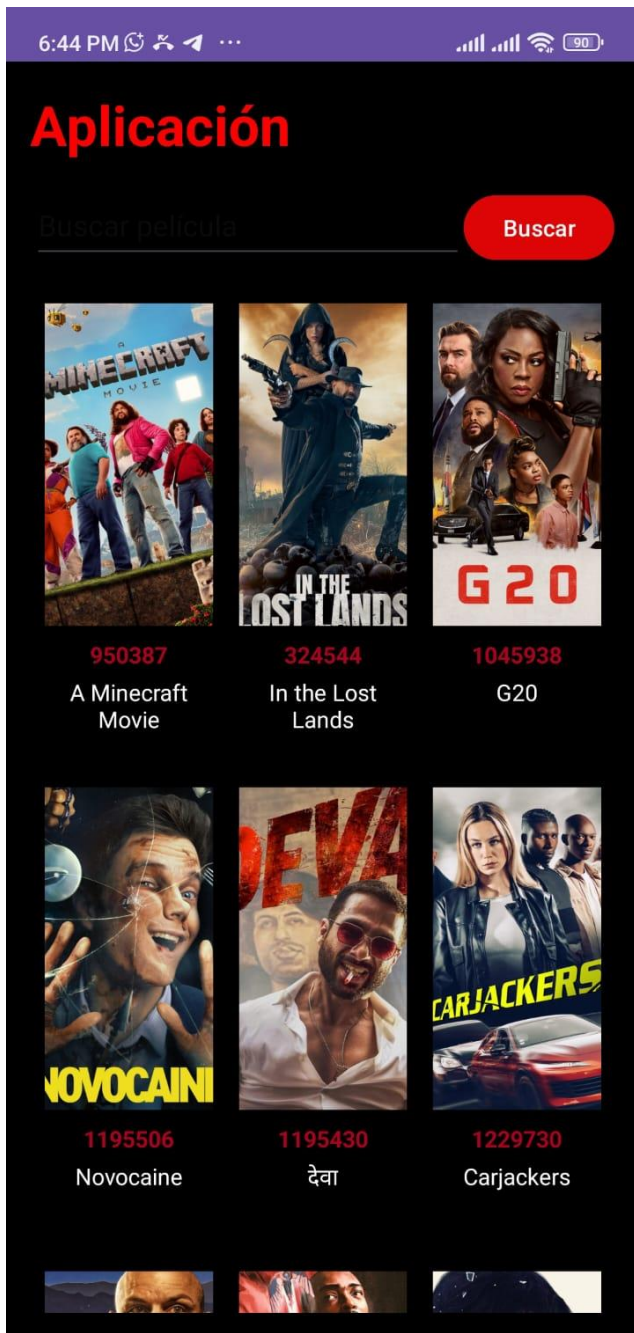 6:44 PM ... 90
Aplicación
Buscar película
Buscar
A
MINECRAFT
MOVIE
IN THE
LOST LANDS
G20
950387
324544
1045938
A Minecraft
Movie
In the Lost
Lands
G20
NOVOCAIN
DEVA
CARJACKERS
1195506
1195430
1229730
Novocaine
देवा
Carjackers